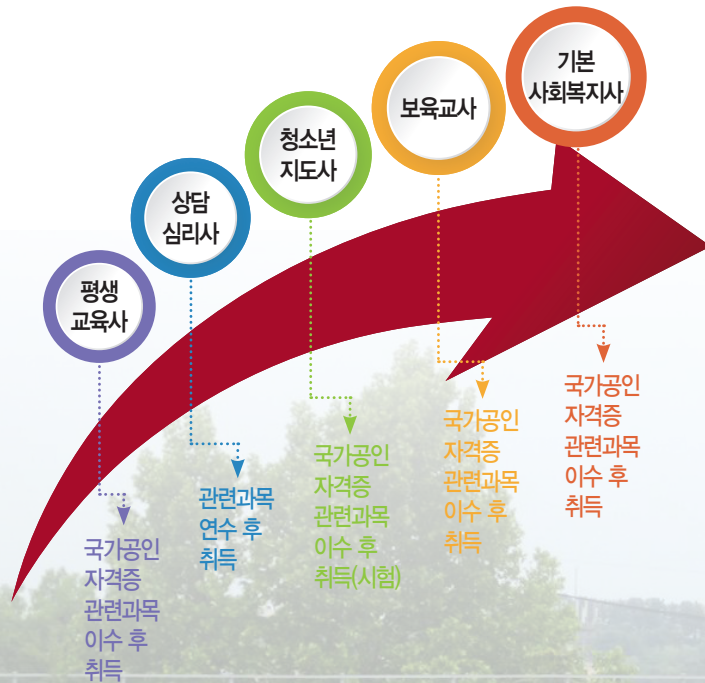 기본
사회복지사
보육교사
청소년
지도사
상담
심리사
평생
교육사
국가공인
자격증
관련과목
이수 후
취득
관련과목
연수 후
취득
국가공인
자격증
관련과목
이수 후
취득(시험)
국가공인
자격증
관련과목
이수 후
취득
국가공인
자격증
관련과목
이수 후
취득